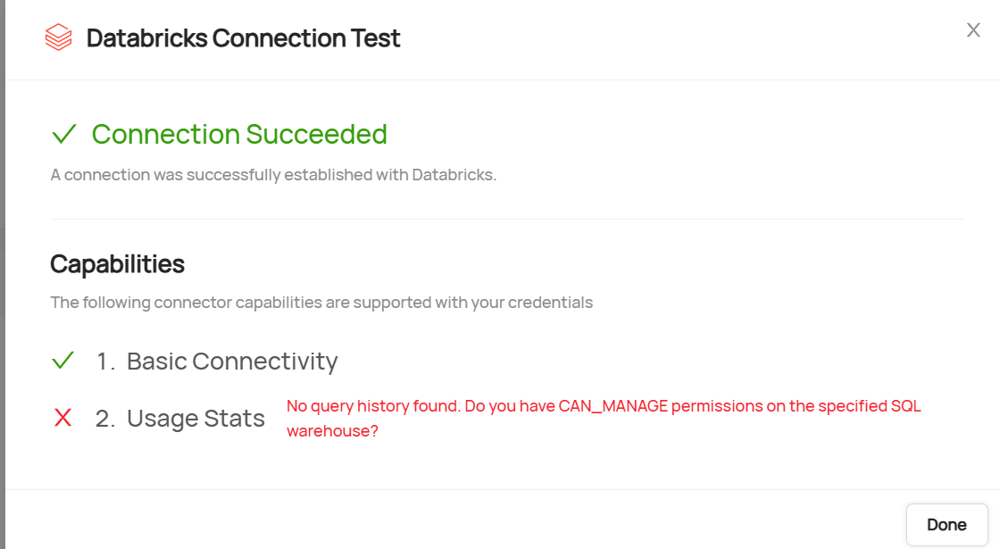 Databricks Connection Test
Connection Succeeded
A connection was successfully established with Databricks.
Capabilities
The following connector capabilities are supported with your credentials
1. Basic Connectivity
2. Usage Stats
No query history found. Do you have CAN_MANAGE permissions on the specified SQL
warehouse?
Done